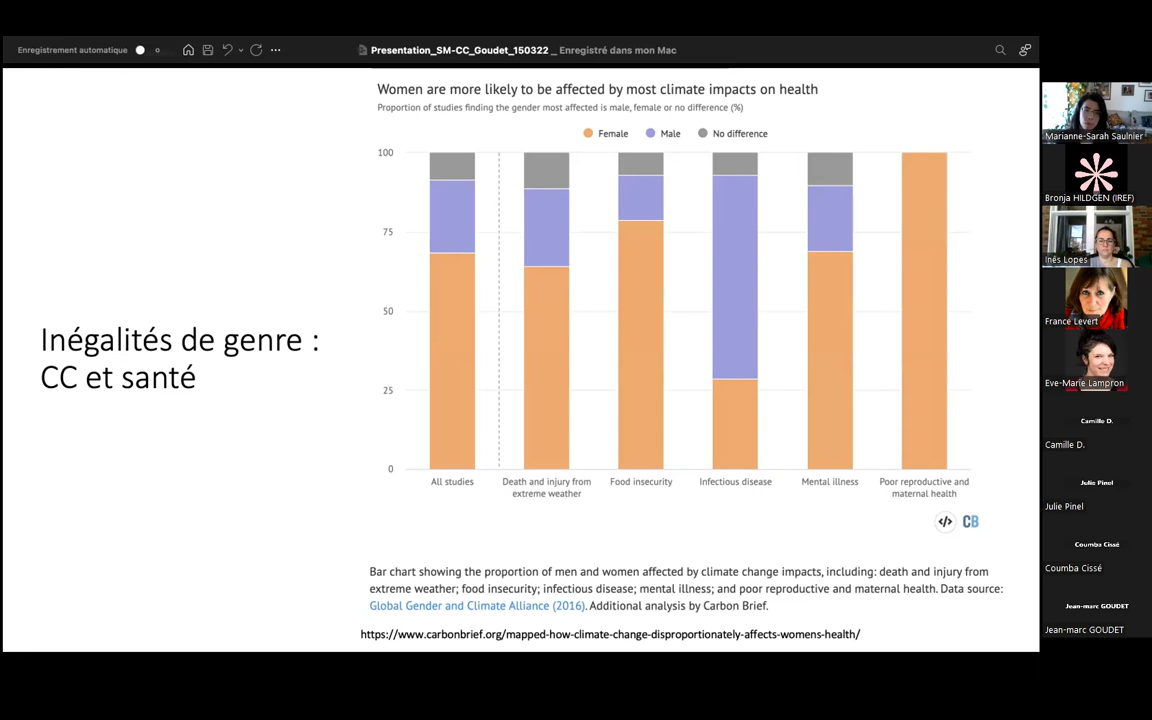 Enregistrement automatique
Presentation_SM-CC_Goudet_150322 _ Enregistré dans mon Mac
Women are more likely to be affected by most climate impacts on health
Proportion of studies finding the gender most affected is male, female or no difference (%)
Female Male No difference
100
75
50
25
0
All studies
Death and injury from
extreme weather
Food insecurity
Infectious disease
Mental illness
Poor reproductive and
maternal health
</> CB
Inégalités de genre :
CC et santé
Bar chart showing the proportion of men and women affected by climate change impacts, including: death and injury from
extreme weather; food insecurity; infectious disease; mental illness; and poor reproductive and maternal health. Data source:
Global Gender and Climate Alliance (2016). Additional analysis by Carbon Brief.
https://www.carbonbrief.org/mapped-how-climate-change-disproportionately-affects-womens-health/
Marianne-Sarah Saulnier
Bronja HILDGEN (IREF)
Inês Lopes
France Levert
Eve-Marie Lampron
Camille D.
Camille D.
Julie Pinel
Julie Pinel
Coumba Cissé
Coumba Cissé
Jean-marc GOUDET
Jean-marc GOUDET